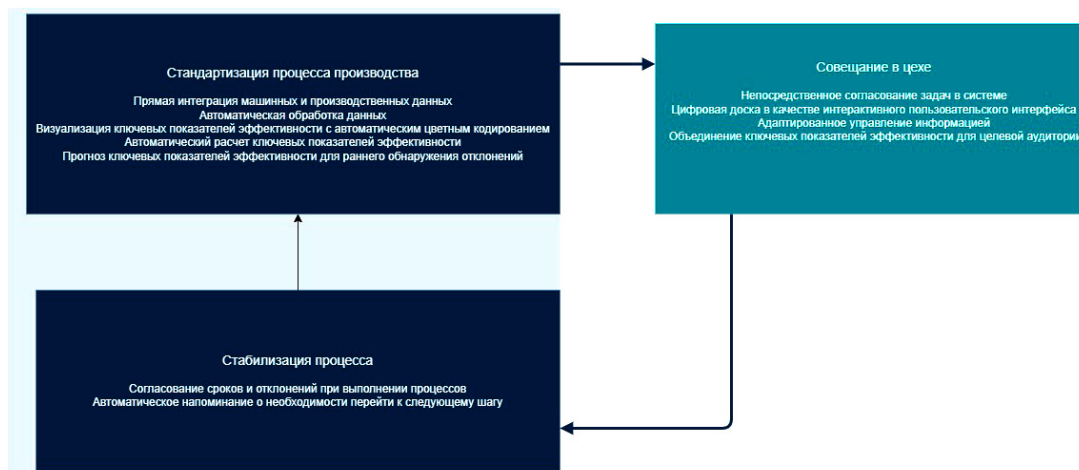 Стандартизация процесса производства
Прямая интеграция машинных и производственных данных
Автоматическая обработка данных
Визуализация ключевых показателей эффективности с автоматическим цветным кодированием
Автоматический расчет ключевых показателей эффективности
Прогноз ключевых показателей эффективности для раннего обнаружения отклонений
Совещание в цехе
Непосредственное согласование задач в системе
Цифровая доска в качестве интерактивного пользовательского интерфейса
Адаптированное управление информацией
Объединение ключевых показателей эффективности для целевой аудитории
Стабилизация процесса
Согласование сроков и отклонений при выполнении процессов
Автоматическое напоминание о необходимости перейти к следующему шагу